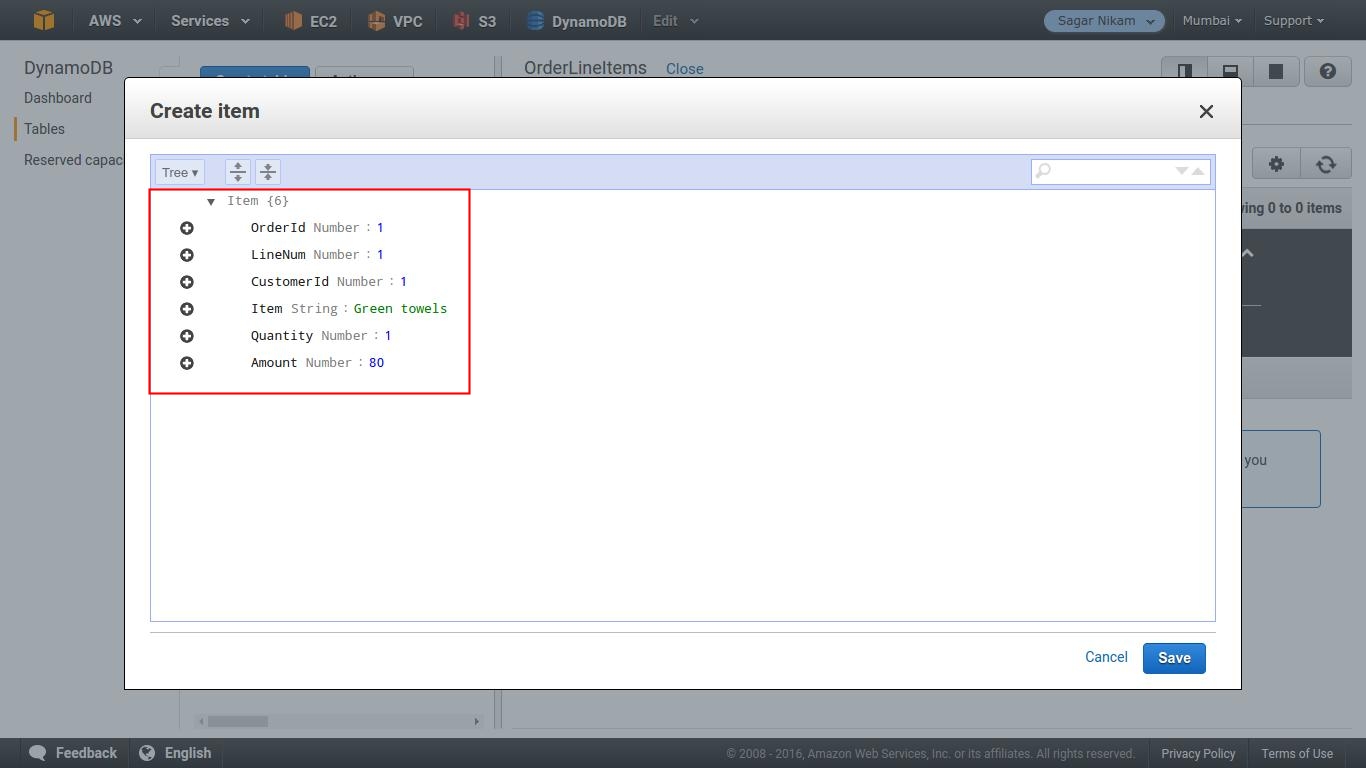 AWS Services EC2 VPC S3 DynamoDB Edit Sagar Nikam Mumbai Support
DynamoDB
Dashboard
Tables
Reserved capac
OrderLineItems Close
Create item
Tree
Item {6}
OrderId Number : 1
LineNum Number : 1
CustomerId Number : 1
Item String : Green towels
Quantity Number : 1
Amount Number : 80
ving 0 to 0 items
you
Cancel Save
Feedback English © 2008 - 2016, Amazon Web Services, Inc. or its affiliates. All rights reserved. Privacy Policy Terms of Use